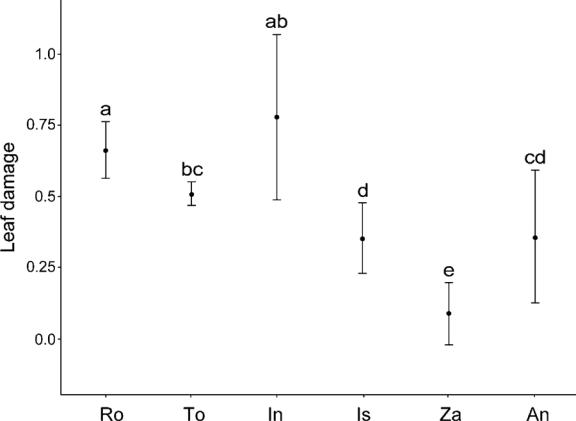 ab
1.0
a
0.75
bc
cd
d
0.5
0.25
e
0.0
Leaf damage
Ro To In Is Za An